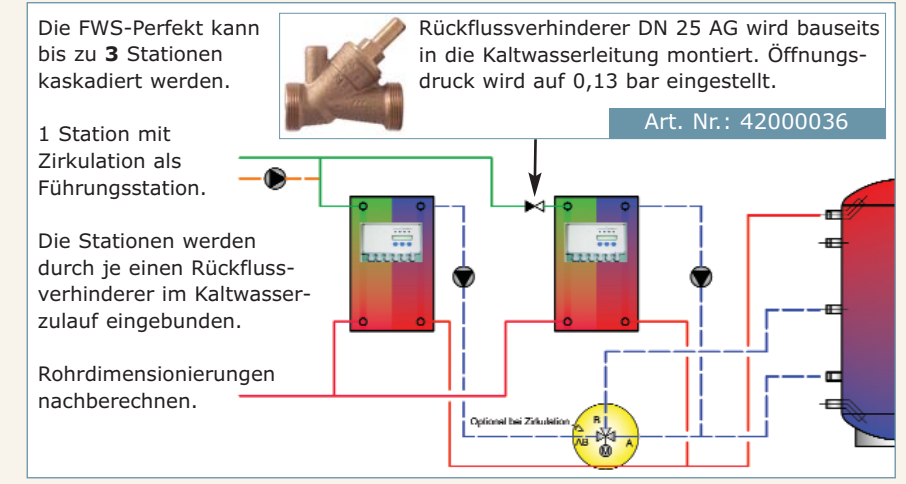 Die FWS-Perfekt kann
bis zu 3 Stationen
kaskadiert werden.
1 Station mit
Zirkulation als
Führungsstation.
Die Stationen werden
durch je einen Rückfluss-
verhinderer im Kaltwasser-
zulauf eingebunden.
Rohrdimensionierungen
nachberechnen.
Rückflussverhinderer DN 25 AG wird bauseits
in die Kaltwasserleitung montiert. Öffnungs-
druck wird auf 0,13 bar eingestellt.
Art. Nr.: 42000036
Optional bei Zirkulation
B
AB
A
M